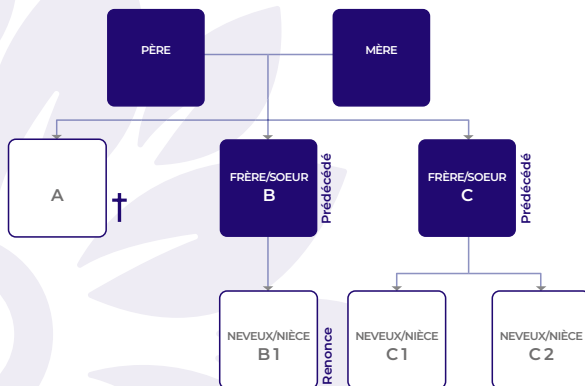 PÈRE
MÈRE
A
FRÈRE/SOEUR
B
Prédécédé
FRÈRE/SOEUR
C
Prédécédé
NEVEUX/NIÈCE
B1
Renonce
NEVEUX/NIÈCE
C1
NEVEUX/NIÈCE
C2